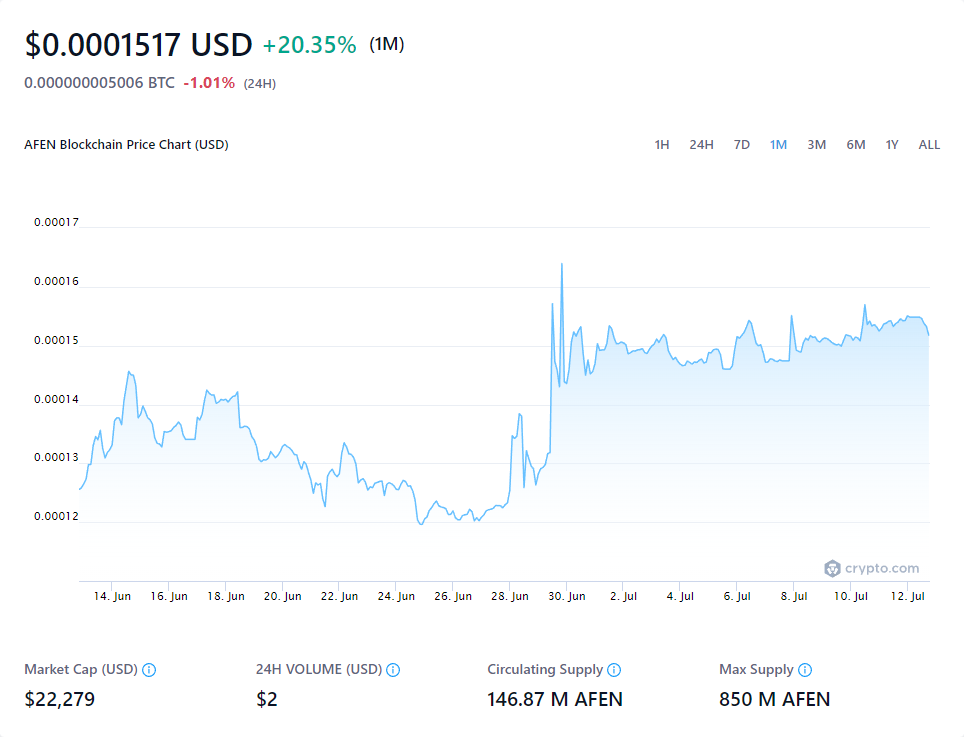 $0.0001517 USD +20.35% (1M)
0.000000005006 BTC -1.01% (24H)
AFEN Blockchain Price Chart (USD) 1H 24H 7D 1M 3M 6M 1Y ALL
0.00017
0.00016
0.00015
0.00014
0.00013
0.00012
crypto.com
14. Jun 16. Jun 18. Jun 20. Jun 22. Jun 24. Jun 26. Jun 28. Jun 30. Jun 2. Jul 4. Jul 6. Jul 8. Jul 10. Jul 12. Jul
Market Cap (USD) 24H VOLUME (USD) Circulating Supply Max Supply
$22,279 $2 146.87 M AFEN 850 M AFEN